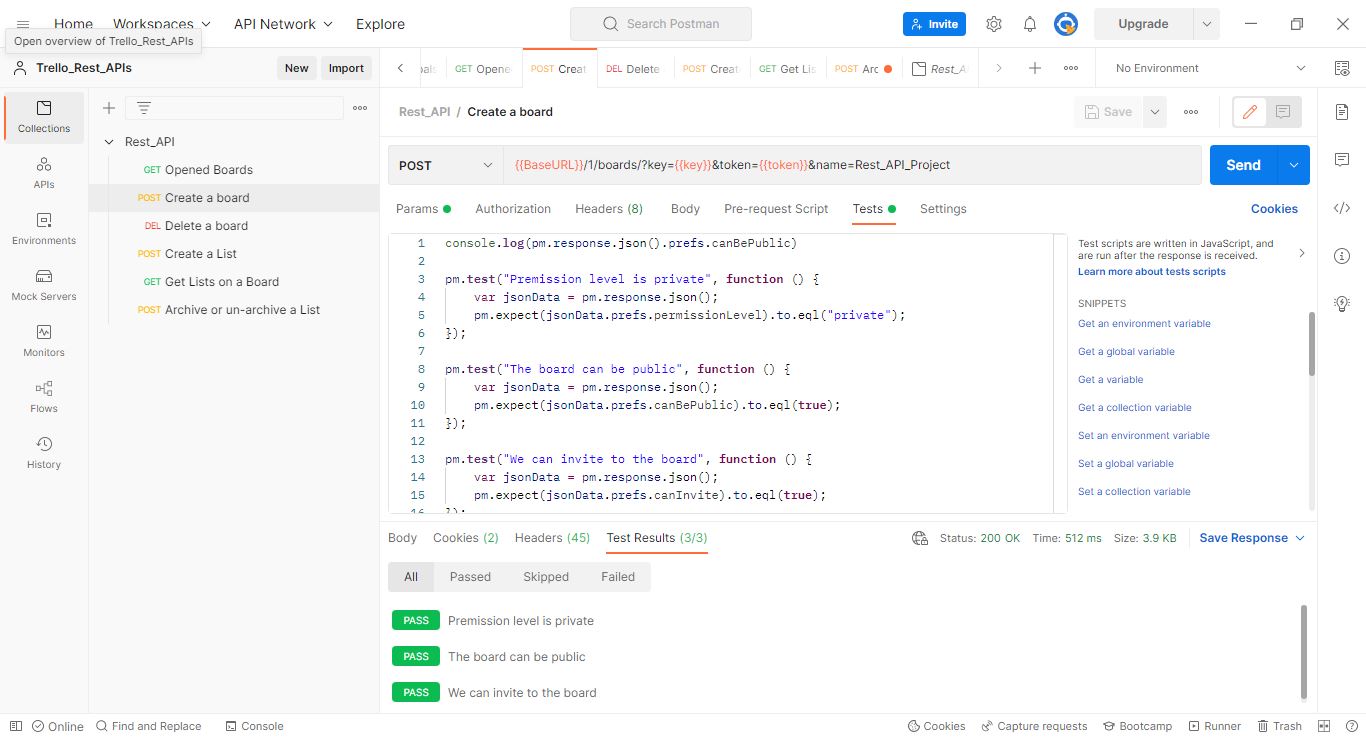 Home Workspaces API Network Explore Search Postman Invite Upgrade
Open overview of Trello_Rest_APIs
Trello_Rest_APIs New Import
GET Opene POST Creat DEL Delete POST Creat GET Get Lis POST Arc Rest_A No Environment
Collections
APIs
Environments
Mock Servers
Monitors
Flows
History
Rest_API
GET Opened Boards
POST Create a board
DEL Delete a board
POST Create a List
GET Get Lists on a Board
POST Archive or un-archive a List
Rest_API / Create a board Save
POST {{BaseURL}}/1/boards/?key={{key}}&token={{token}}&name=Rest_API_Project Send
Params Authorization Headers (8) Body Pre-request Script Tests Settings Cookies
1 console.log(pm.response.json().prefs.canBePublic)
2
3 pm.test("Premission level is private", function () {
4 var jsonData = pm.response.json();
5 pm.expect(jsonData.prefs.permissionLevel).to.eql("private");
6 });
7
8 pm.test("The board can be public", function () {
9 var jsonData = pm.response.json();
10 pm.expect(jsonData.prefs.canBePublic).to.eql(true);
11 });
12
13 pm.test("We can invite to the board", function () {
14 var jsonData = pm.response.json();
15 pm.expect(jsonData.prefs.canInvite).to.eql(true);
16 });
Test scripts are written in JavaScript, and
are run after the response is received.
Learn more about tests scripts
SNIPPETS
Get an environment variable
Get a global variable
Get a variable
Get a collection variable
Set an environment variable
Set a global variable
Set a collection variable
Body Cookies (2) Headers (45) Test Results (3/3) Status: 200 OK Time: 512 ms Size: 3.9 KB Save Response
All Passed Skipped Failed
PASS Premission level is private
PASS The board can be public
PASS We can invite to the board
Online Find and Replace Console Cookies Capture requests Bootcamp Runner Trash